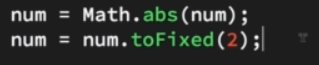 num = Math.abs(num);
num = num.toFixed(2);